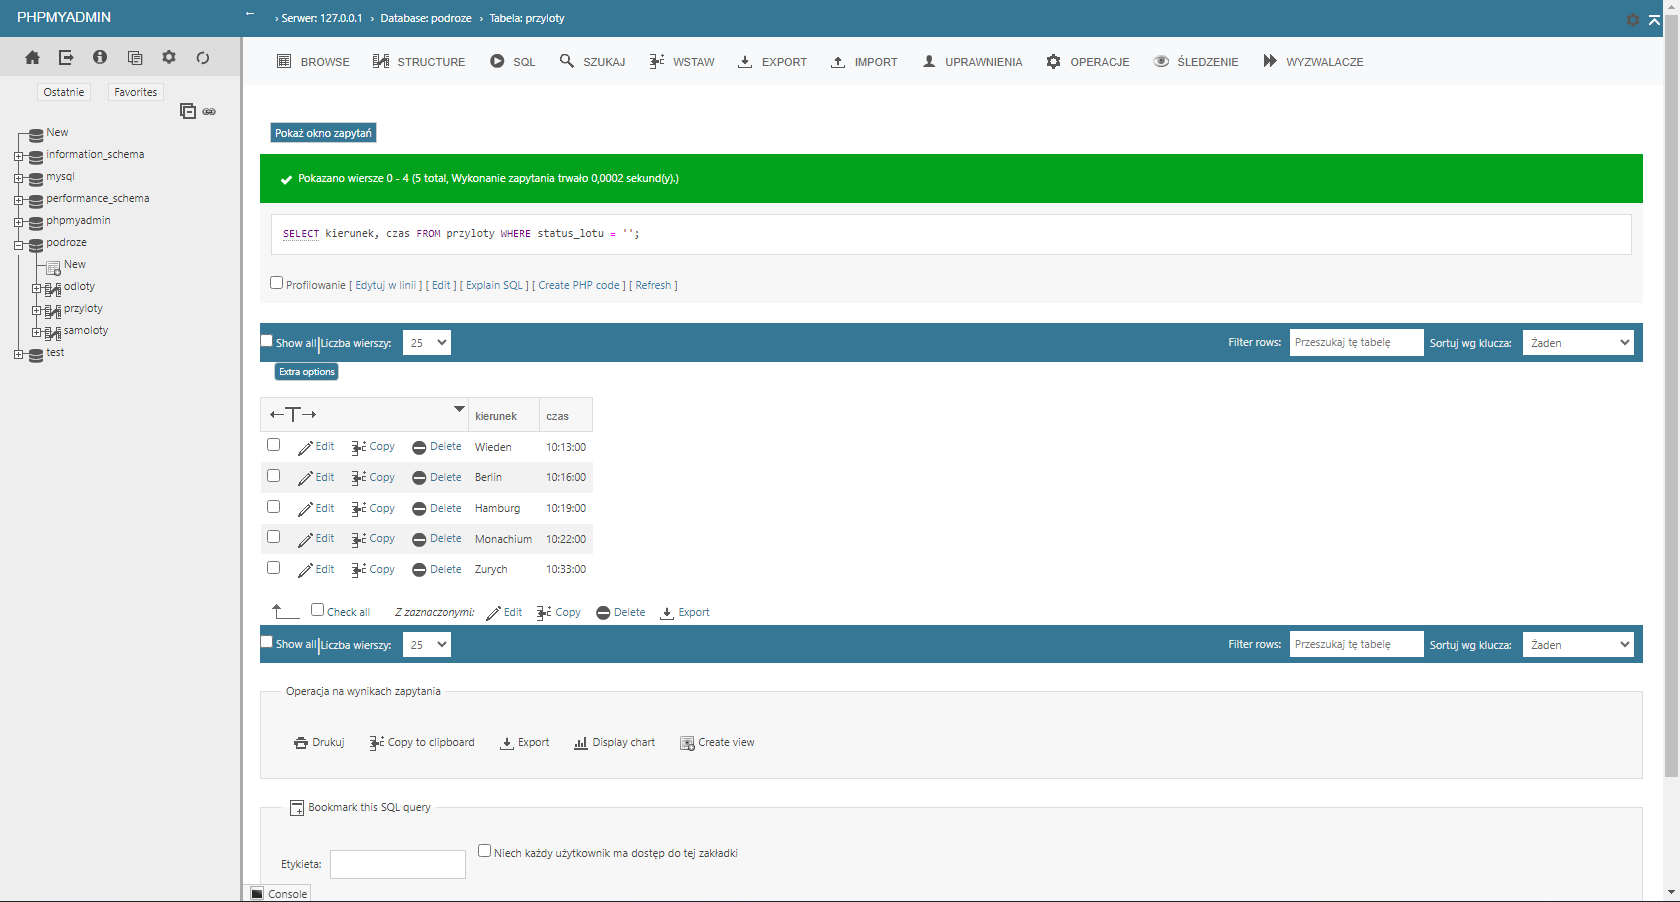 PHPMYADMIN
← › Serwer: 127.0.0.1 › Database: podroze › Tabela: przyloty
BROWSE STRUCTURE SQL SZUKAJ WSTAW EXPORT IMPORT UPRAWNIENIA OPERACJE ŚLEDZENIE WYZWALACZE
Ostatnie Favorites
New
information_schema
mysql
performance_schema
phpmyadmin
podroze
New
odloty
przyloty
samoloty
test
Pokaż okno zapytań
Pokazano wiersze 0 - 4 (5 total, Wykonanie zapytania trwało 0,0002 sekund(y).)
SELECT kierunek, czas FROM przyloty WHERE status_lotu = '';
Profilowanie [ Edytuj w linii ] [ Edit ] [ Explain SQL ] [ Create PHP code ] [ Refresh ]
Show all | Liczba wierszy: 25 Filter rows: Przeszukaj tę tabelę Sortuj wg klucza: Żaden
Extra options
←T→ kierunek czas
Edit Copy Delete Wieden 10:13:00
Edit Copy Delete Berlin 10:16:00
Edit Copy Delete Hamburg 10:19:00
Edit Copy Delete Monachium 10:22:00
Edit Copy Delete Zurych 10:33:00
Check all Z zaznaczonymi: Edit Copy Delete Export
Show all | Liczba wierszy: 25 Filter rows: Przeszukaj tę tabelę Sortuj wg klucza: Żaden
Operacja na wynikach zapytania
Drukuj Copy to clipboard Export Display chart Create view
Bookmark this SQL query
Etykieta: Niech każdy użytkownik ma dostęp do tej zakładki
Console